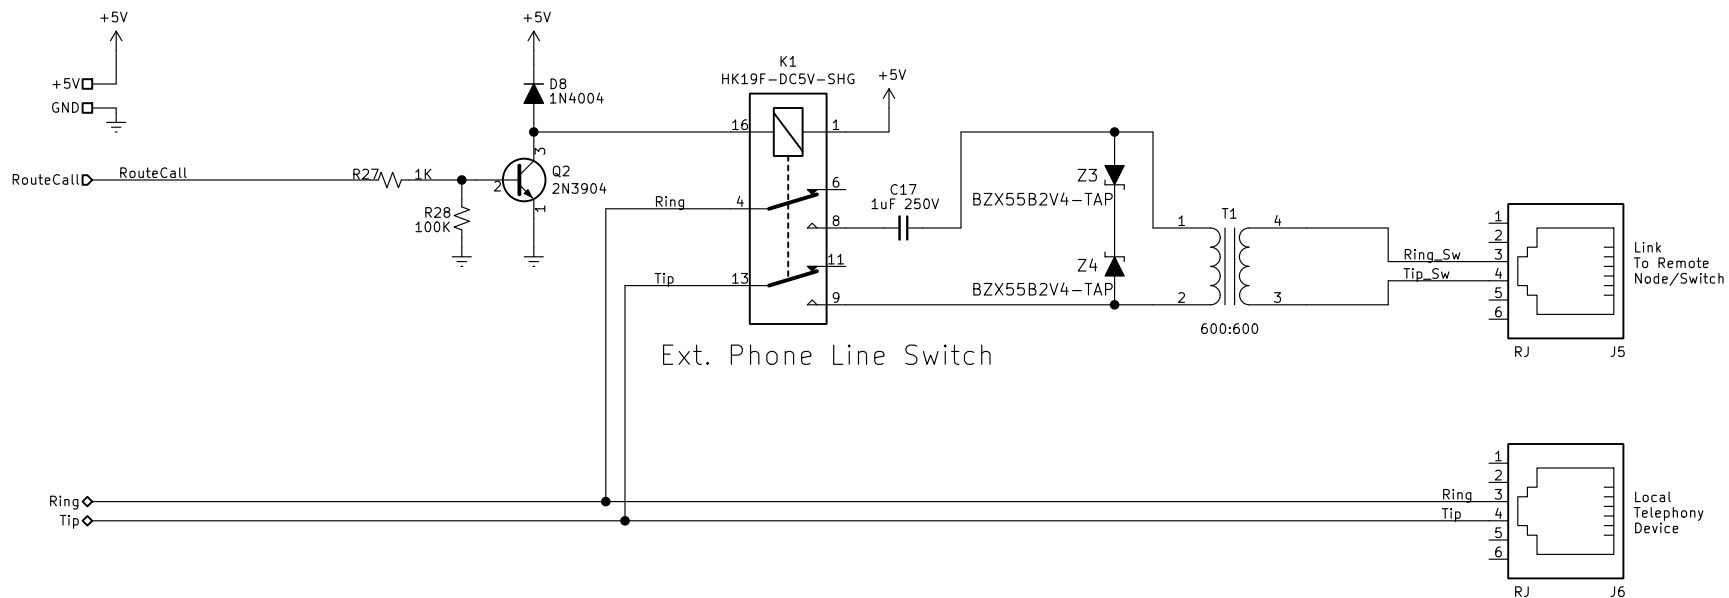 +5V
+5V
GND
RouteCall
RouteCall
R27
1K
R28
100K
+5V
D8
1N4004
3
Q2
2N3904
2
1
K1
HK19F-DC5V-SHG
+5V
16
1
6
Ring
4
8
11
Tip
13
9
C17
1uF 250V
Z3
BZX55B2V4-TAP
Z4
BZX55B2V4-TAP
T1
1
4
2
3
600:600
Ring_Sw
Tip_Sw
1
2
3
4
5
6
RJ
J5
Link
To Remote
Node/Switch
Ext. Phone Line Switch
Ring
Tip
Ring
Tip
1
2
3
4
5
6
RJ
J6
Local
Telephony
Device